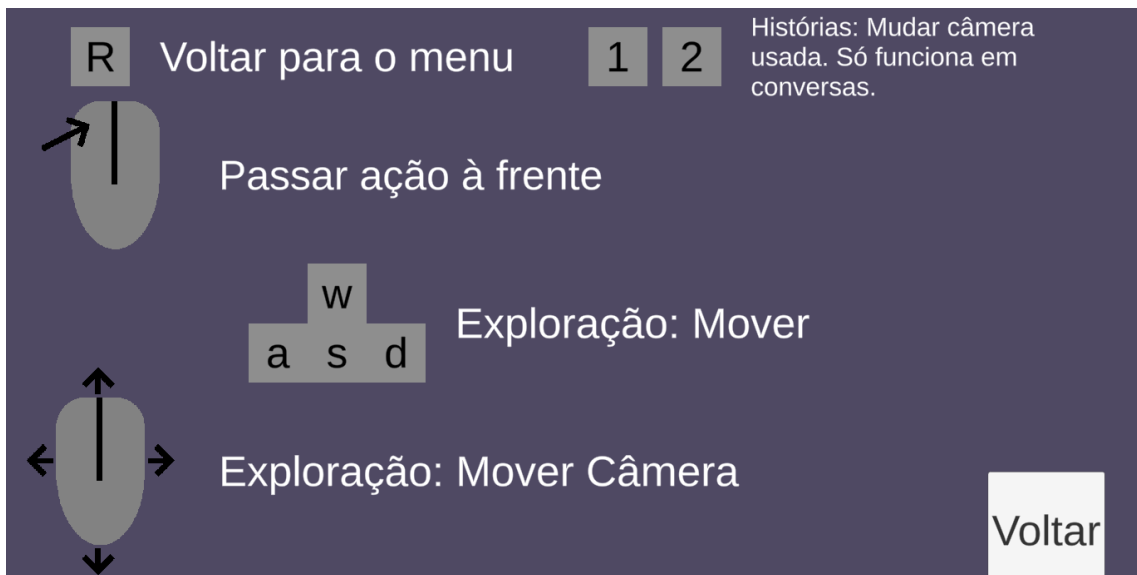 R Voltar para o menu
1 2
Histórias: Mudar câmera
usada. Só funciona em
conversas.
Passar ação à frente
w
a s d
Exploração: Mover
Exploração: Mover Câmera
Voltar